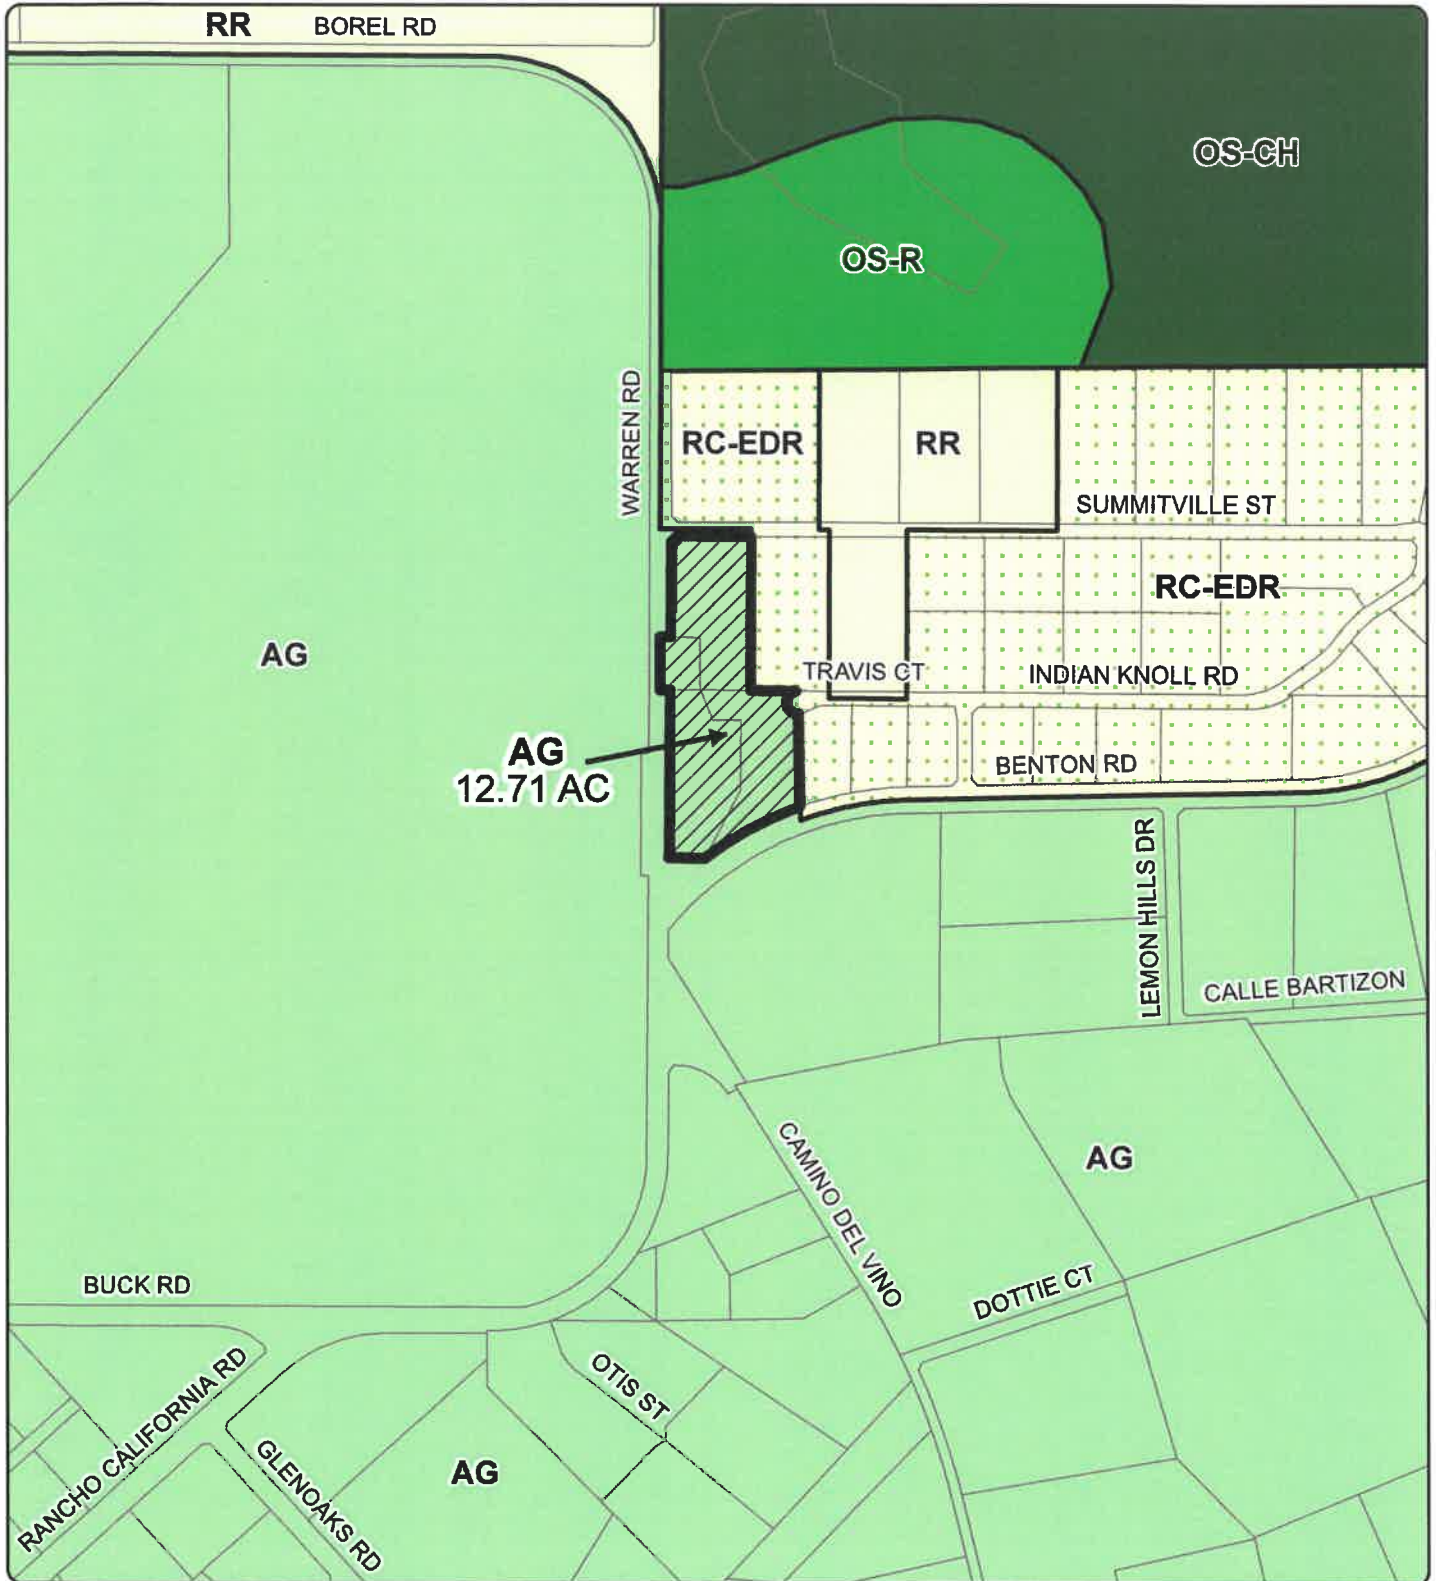 RR BOREL RD
OS-CH
OS-R
WARREN RD
RC-EDR
RR
SUMMITVILLE ST
RC-EDR
AG
TRAVIS CT
INDIAN KNOLL RD
AG
12.71 AC
BENTON RD
LEMON HILLS DR
CALLE BARTIZON
CAMINO DEL VINO
AG
BUCK RD
DOTTIE CT
OTIS ST
RANCHO CALIFORNIA RD
GLENOAKS RD
AG